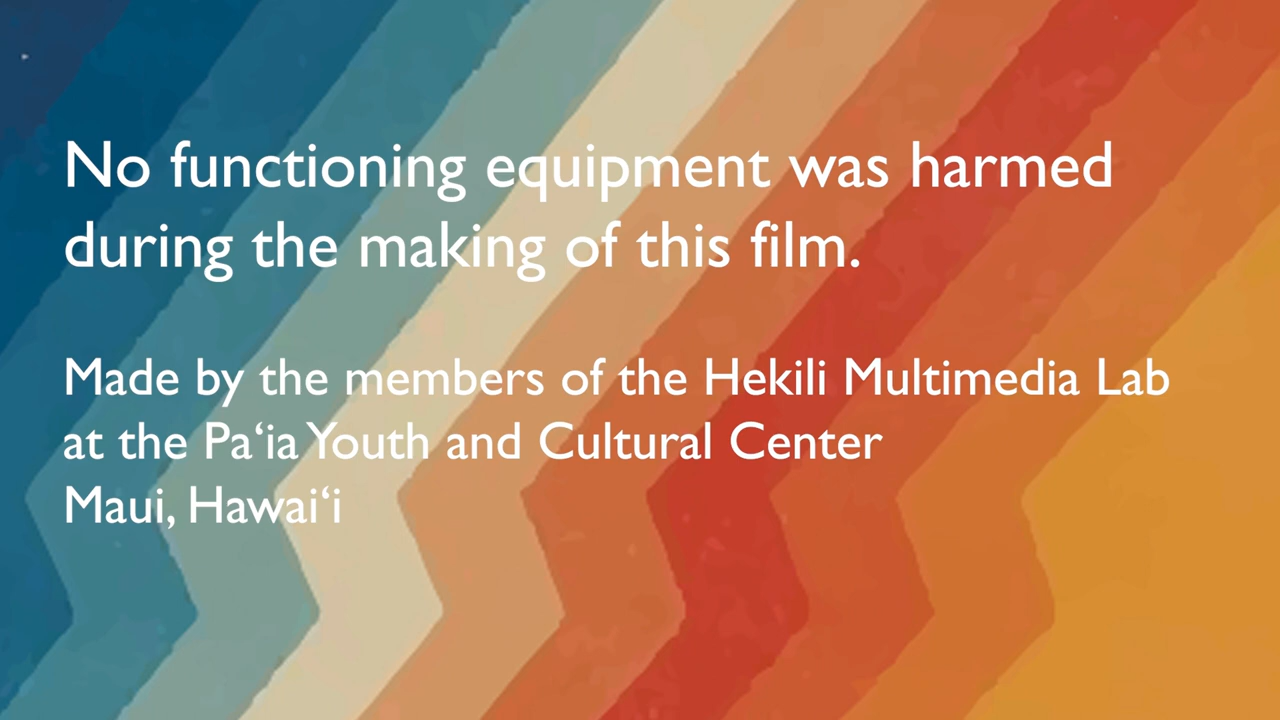 No functioning equipment was harmed
during the making of this film.
Made by the members of the Hekili Multimedia Lab
at the Pa‘ia Youth and Cultural Center
Maui, Hawai‘i